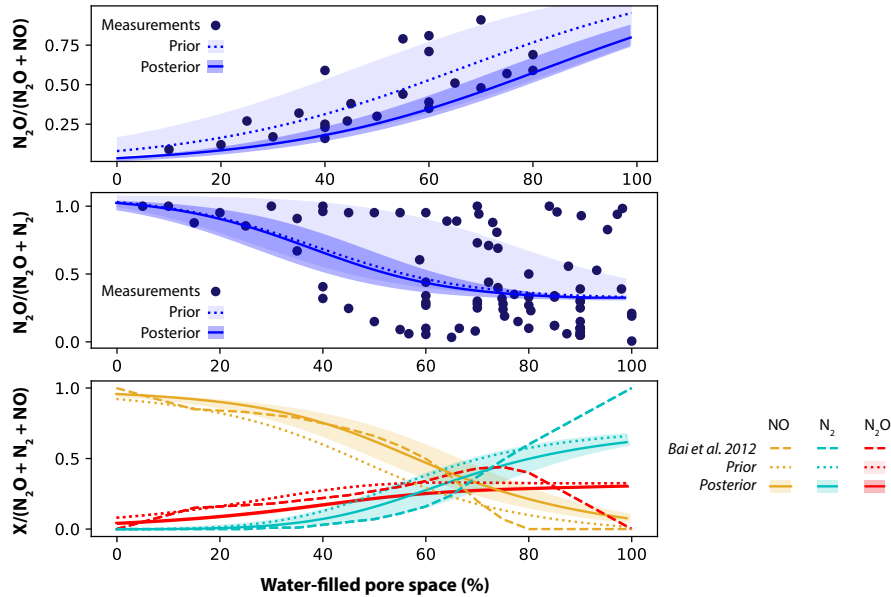 N₂O/(N₂O + NO)
0.75
0.50
0.25
Measurements
Prior
Posterior
0 20 40 60 80 100
N₂O/(N₂O + N₂)
1.0
0.5
0.0
Measurements
Prior
Posterior
0 20 40 60 80 100
X/(N₂O + N₂ + NO)
1.0
0.5
0.0
0 20 40 60 80 100
Water-filled pore space (%)
NO N₂ N₂O
Bai et al. 2012
Prior
Posterior